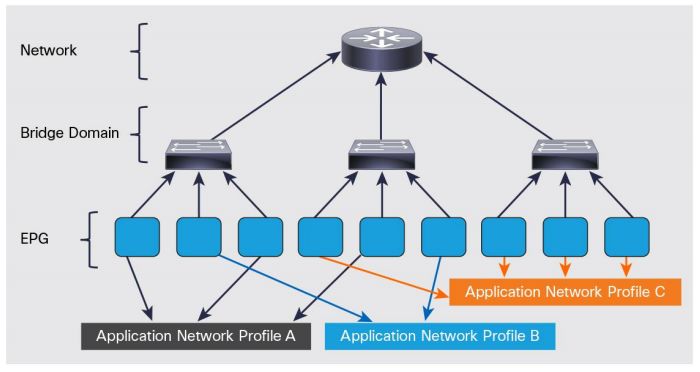 Network
Bridge Domain
EPG
Application Network Profile C
Application Network Profile A
Application Network Profile B